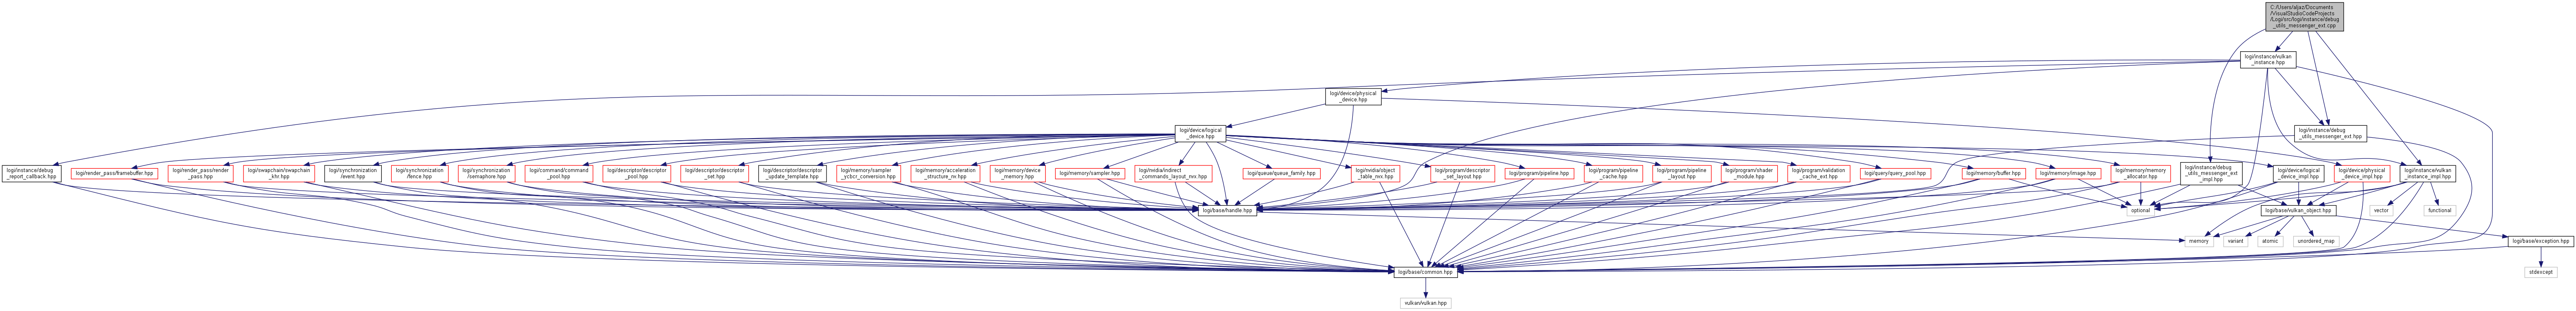 C:/Users/aljaz/Documents
/VisualStudioCodeProjects
/Logi/src/logi/instance/debug
_utils_messenger_ext.cpp
logi/instance/vulkan
_instance.hpp
logi/device/physical
_device.hpp
logi/device/logical
_device.hpp
logi/instance/debug
_utils_messenger_ext.hpp
logi/instance/debug
_report_callback.hpp
logi/render_pass/framebuffer.hpp
logi/render_pass/render
_pass.hpp
logi/swapchain/swapchain
_khr.hpp
logi/synchronization
/event.hpp
logi/synchronization
/fence.hpp
logi/synchronization
/semaphore.hpp
logi/command/command
_pool.hpp
logi/descriptor/descriptor
_pool.hpp
logi/descriptor/descriptor
_set.hpp
logi/descriptor/descriptor
_update_template.hpp
logi/memory/sampler
_ycbcr_conversion.hpp
logi/memory/acceleration
_structure_nv.hpp
logi/memory/device
_memory.hpp
logi/memory/sampler.hpp
logi/nvidia/indirect
_commands_layout_nvx.hpp
logi/queue/queue_family.hpp
logi/nvidia/object
_table_nvx.hpp
logi/program/descriptor
_set_layout.hpp
logi/program/pipeline.hpp
logi/program/pipeline
_cache.hpp
logi/program/pipeline
_layout.hpp
logi/program/shader
_module.hpp
logi/program/validation
_cache_ext.hpp
logi/query/query_pool.hpp
logi/memory/buffer.hpp
logi/memory/image.hpp
logi/memory/memory
_allocator.hpp
logi/instance/debug
_utils_messenger_ext
_impl.hpp
logi/device/logical
_device_impl.hpp
logi/device/physical
_device_impl.hpp
logi/instance/vulkan
_instance_impl.hpp
logi/base/handle.hpp
optional
logi/base/vulkan_object.hpp
vector
functional
memory
variant
atomic
unordered_map
logi/base/exception.hpp
logi/base/common.hpp
stdexcept
vulkan/vulkan.hpp